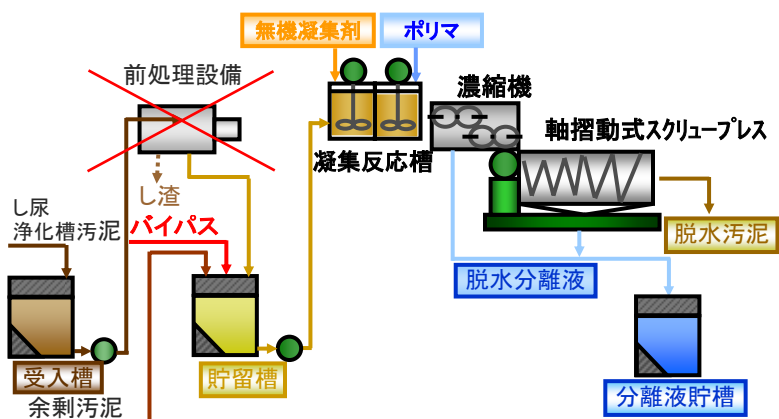 無機凝集剤
ポリマ
前処理設備
濃縮機
軸摺動式スクリュープレス
凝集反応槽
し渣
し尿
浄化槽汚泥
バイパス
脱水汚泥
脱水分離液
受入槽
貯留槽
分離液貯槽
余剰汚泥